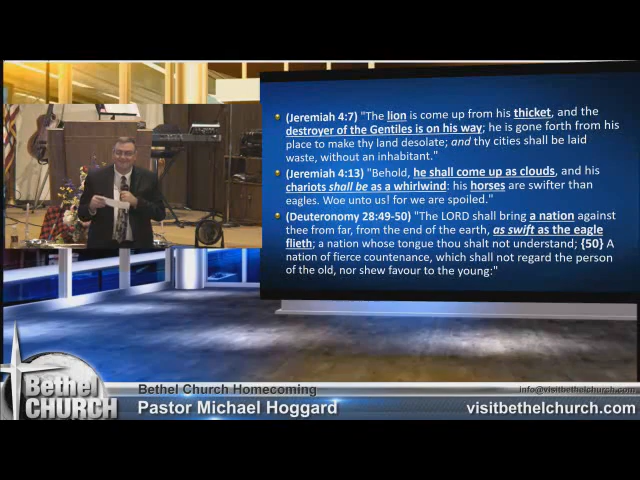 (Jeremiah 4:7) "The lion is come up from his thicket, and the
destroyer of the Gentiles is on his way; he is gone forth from his
place to make thy land desolate; and thy cities shall be laid
waste, without an inhabitant."
(Jeremiah 4:13) "Behold, he shall come up as clouds, and his
chariots shall be as a whirlwind: his horses are swifter than
eagles. Woe unto us! for we are spoiled."
(Deuteronomy 28:49-50) "The LORD shall bring a nation against
thee from far, from the end of the earth, as swift as the eagle
flieth; a nation whose tongue thou shalt not understand; {50} A
nation of fierce countenance, which shall not regard the person
of the old, nor shew favour to the young:"
Bethel
CHURCH
Bethel Church Homecoming
info@visitbethelchurch.com
Pastor Michael Hoggard
visitbethelchurch.com